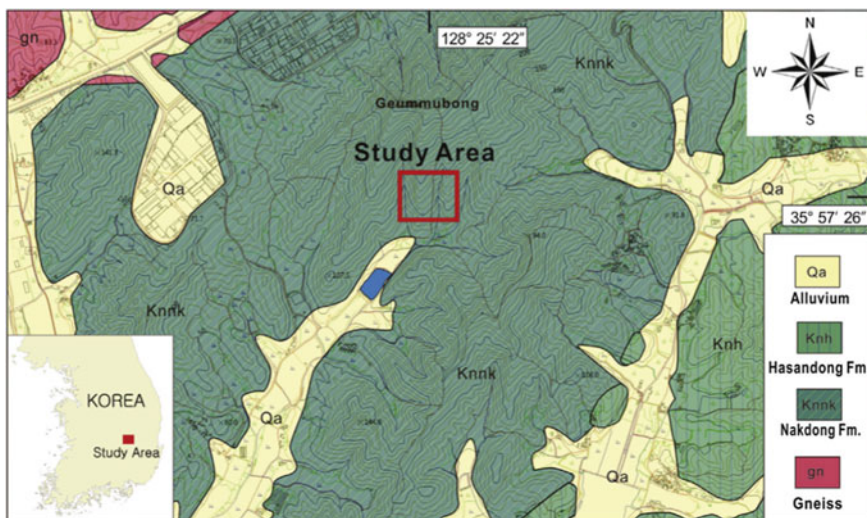 gn
128° 25′ 22″
N
W E
S
Knnk
Geummubong
Study Area
Qa
Qa
35° 57′ 26″
Knnk
Knnk
Knh
Qa
Qa
KOREA
Study Area
Qa
Alluvium
Knh
Hasandong Fm.
Knnk
Nakdong Fm.
gn
Gneiss